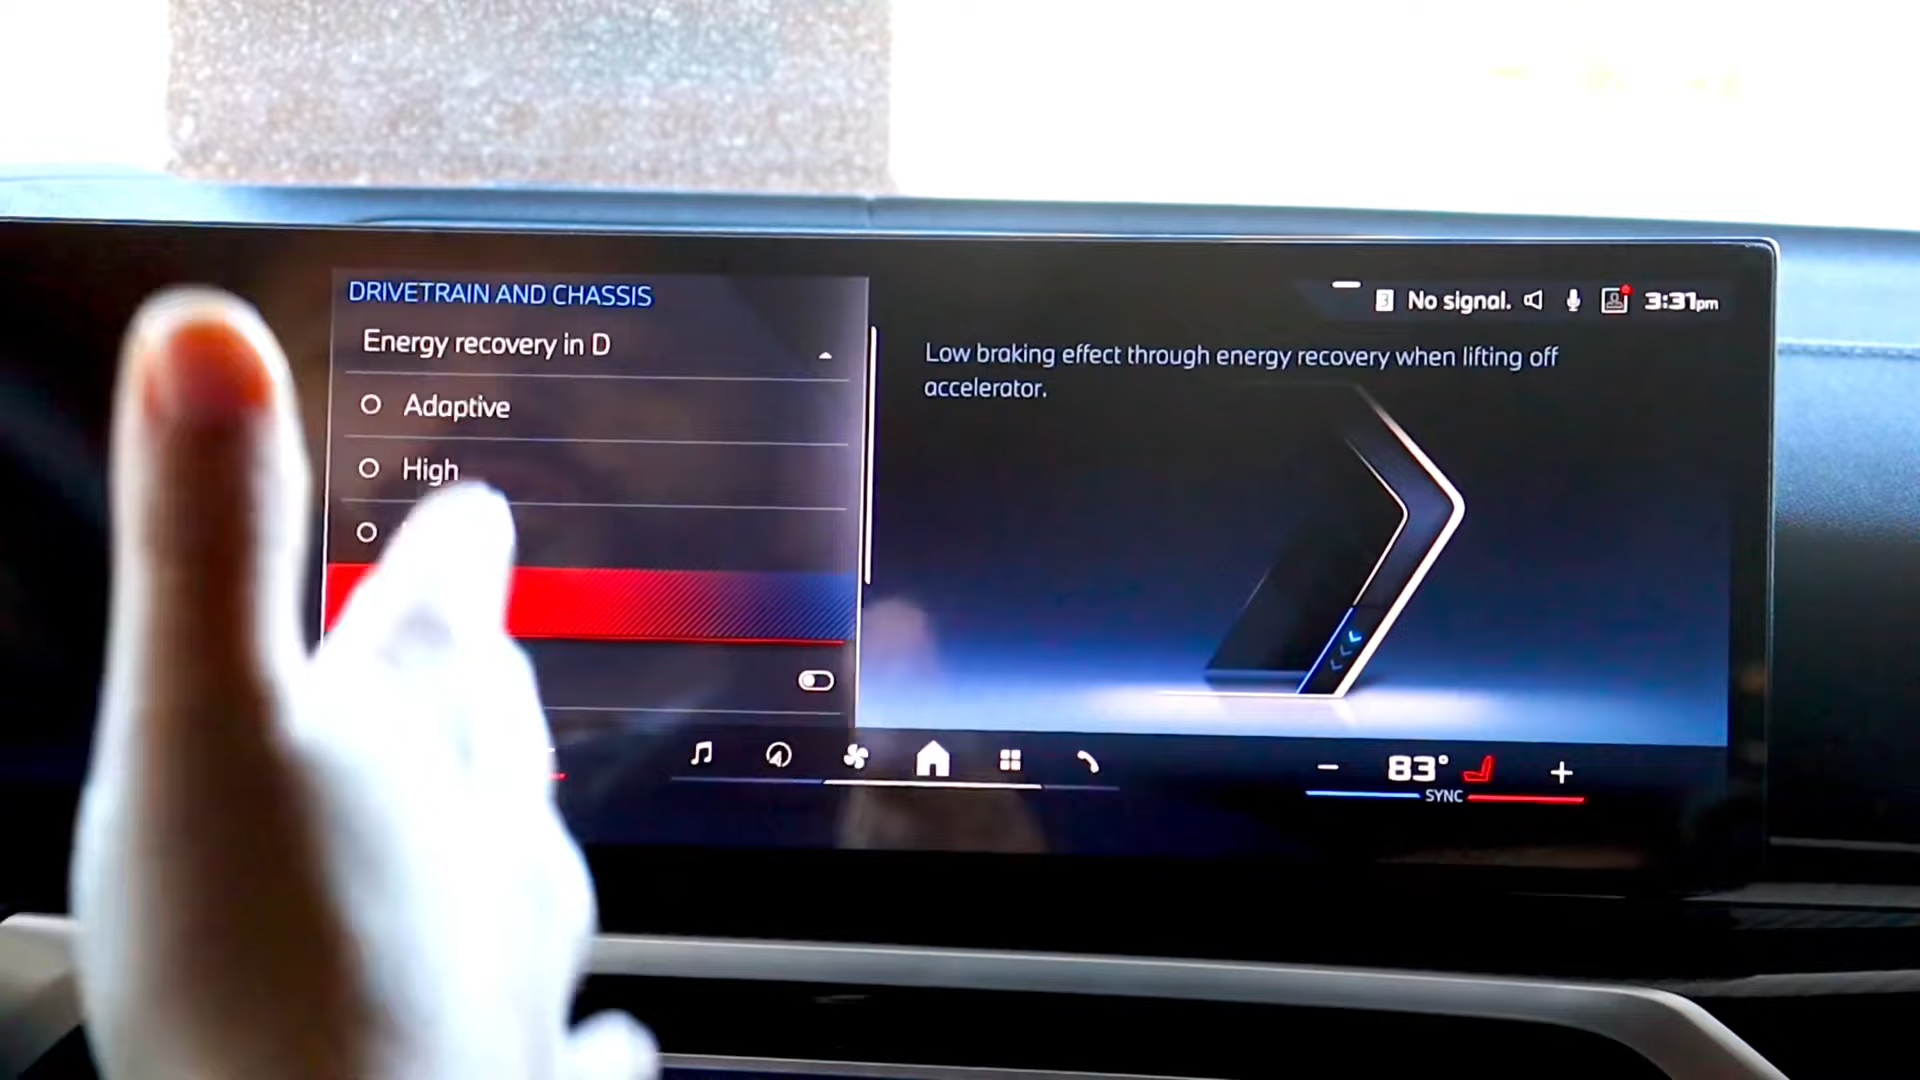 DRIVETRAIN AND CHASSIS
Energy recovery in D
Adaptive
High
No signal.
3:31pm
Low braking effect through energy recovery when lifting off
accelerator.
83°
SYNC